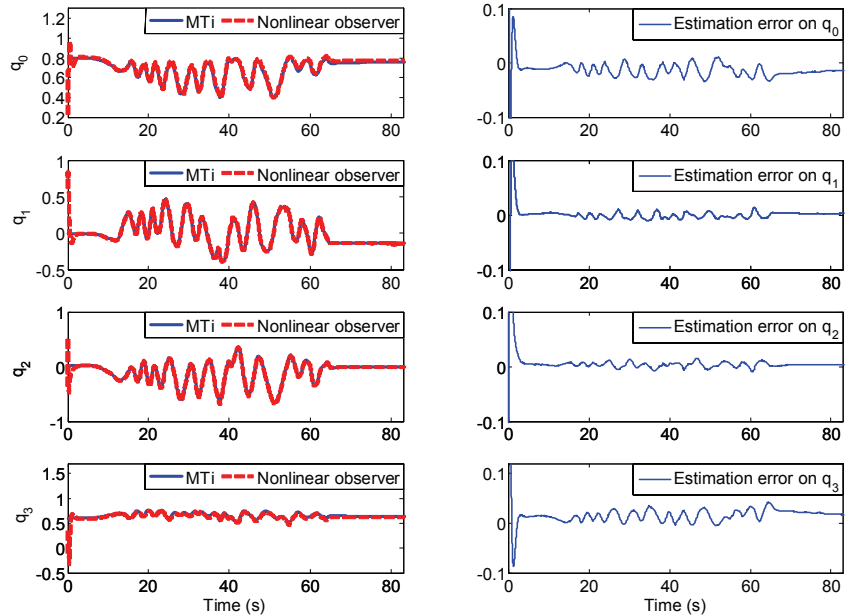 MTi Nonlinear observer
q0
1.2
1.0
0.8
0.6
0.4
0.2
0 20 40 60 80
Estimation error on q0
0.1
0
-0.1
0 20 40 60 80
MTi Nonlinear observer
q1
1
0.5
0
-0.5
0 20 40 60 80
Estimation error on q1
0.1
0
-0.1
0 20 40 60 80
MTi Nonlinear observer
q2
1
0
-1
0 20 40 60 80
Estimation error on q2
0.1
0
-0.1
0 20 40 60 80
MTi Nonlinear observer
q3
1.5
1
0.5
0
-0.5
0 20 40 60 80
Time (s)
Estimation error on q3
0.1
0
-0.1
0 20 40 60 80
Time (s)